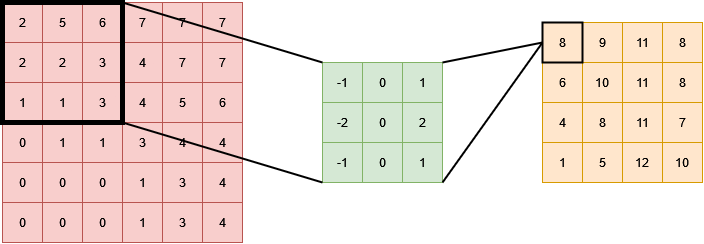 2 5 6 7 7 7
2 2 3 4 7 7
1 1 3 4 5 6
0 1 1 3 4 4
0 0 0 1 3 4
0 0 0 1 3 4
-1 0 1
-2 0 2
-1 0 1
8 9 11 8
6 10 11 8
4 8 11 7
1 5 12 10